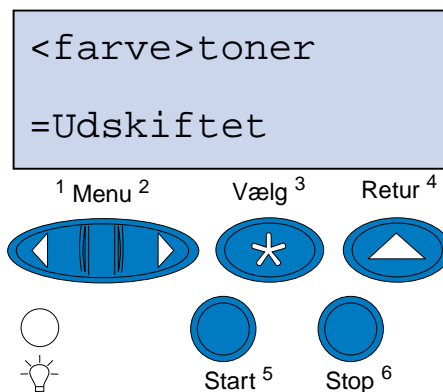 <farve>toner
=Udskiftet
1 Menu 2 Vælg 3 Retur 4
Start 5 Stop 6